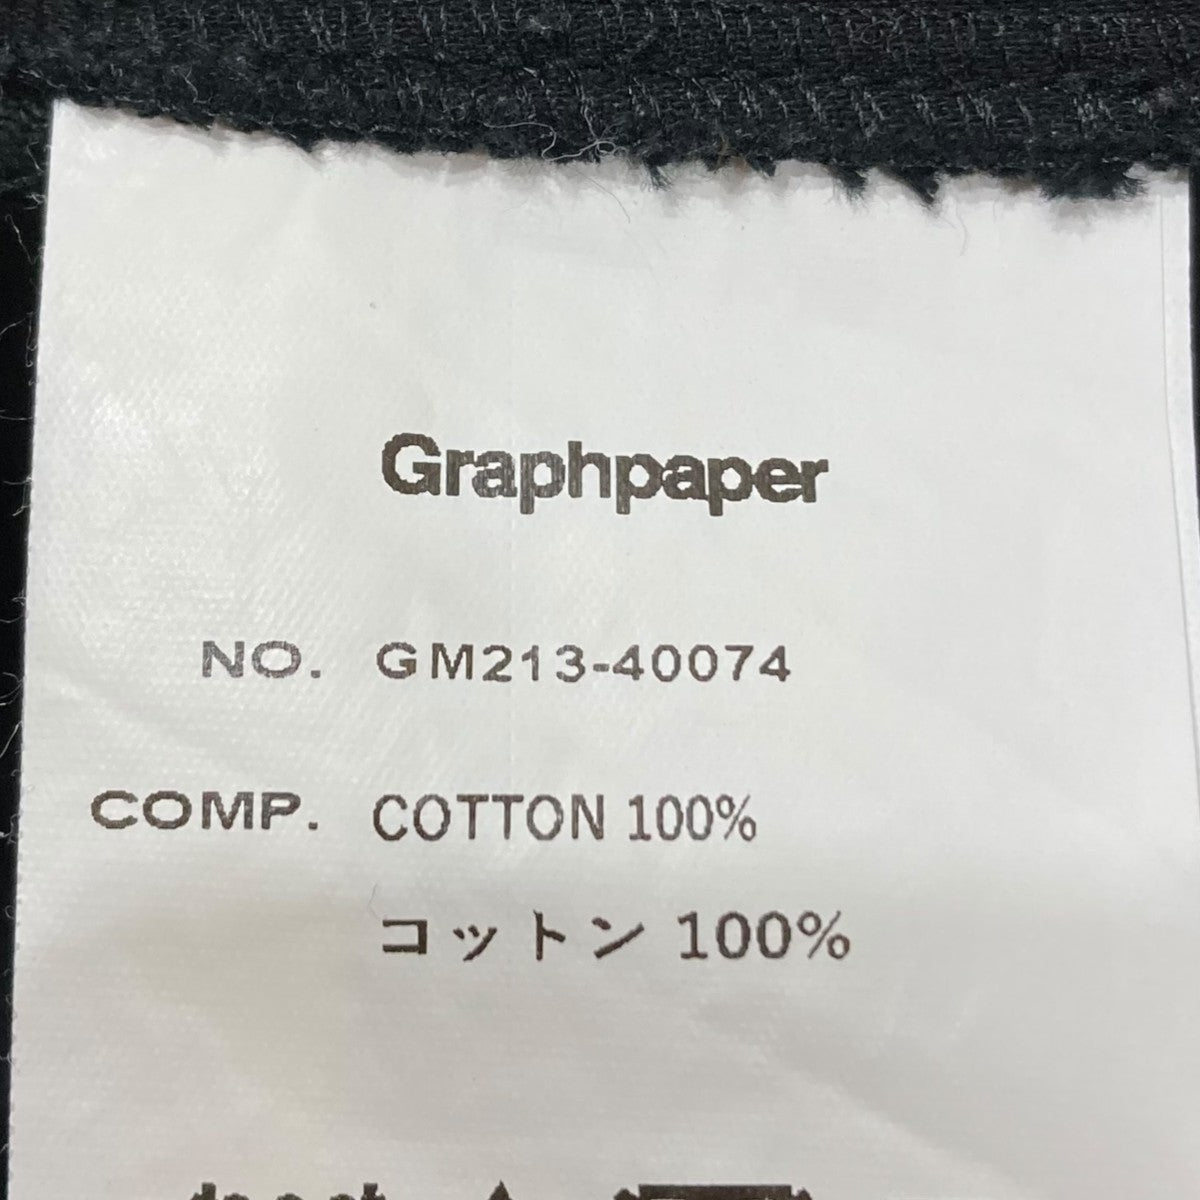 Graphpaper
NO. GM213-40074
COMP. COTTON 100%
コットン 100%